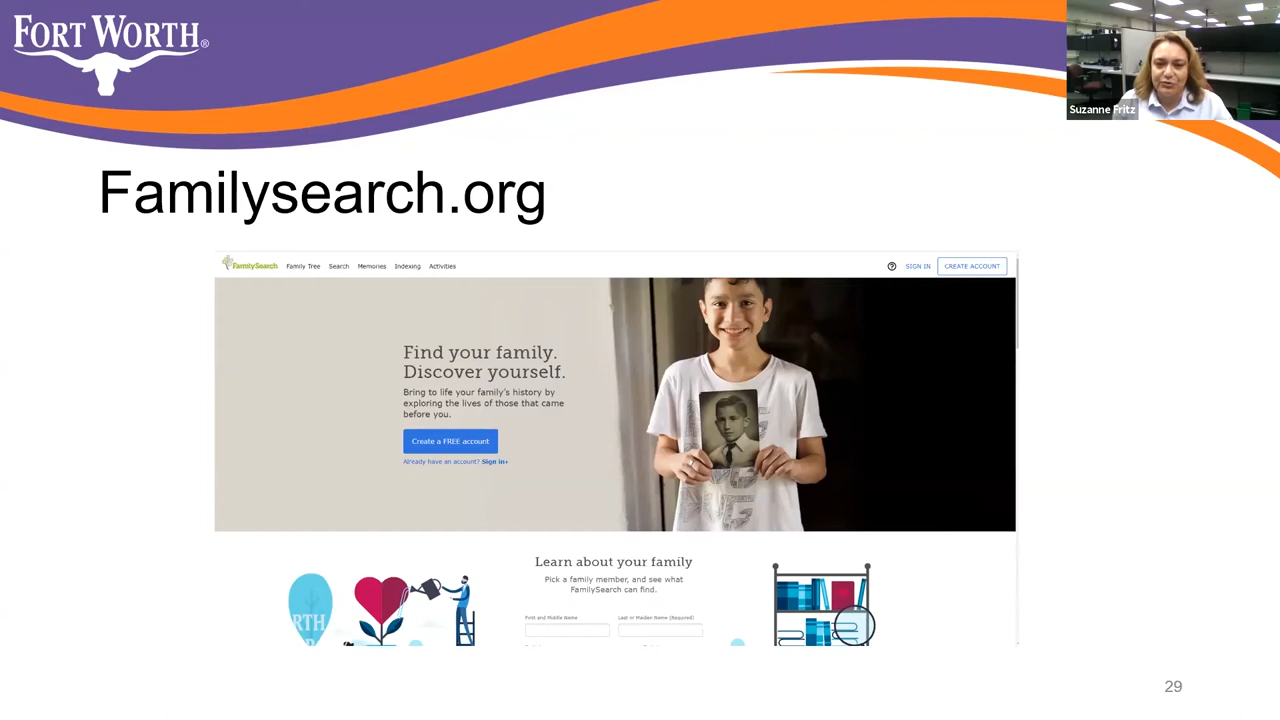 FORT WORTH®
Suzanne Fritz
Familysearch.org
FamilySearch Family Tree Search Memories Indexing Activities
SIGN IN CREATE ACCOUNT
Find your family.
Discover yourself.
Bring to life your family's history by
exploring the lives of those that came
before you.
Create a FREE account
Already have an account? Sign in
Learn about your family
Pick a family member, and see what
FamilySearch can find.
First and Middle Name
Last or Maiden Name (Required)
29